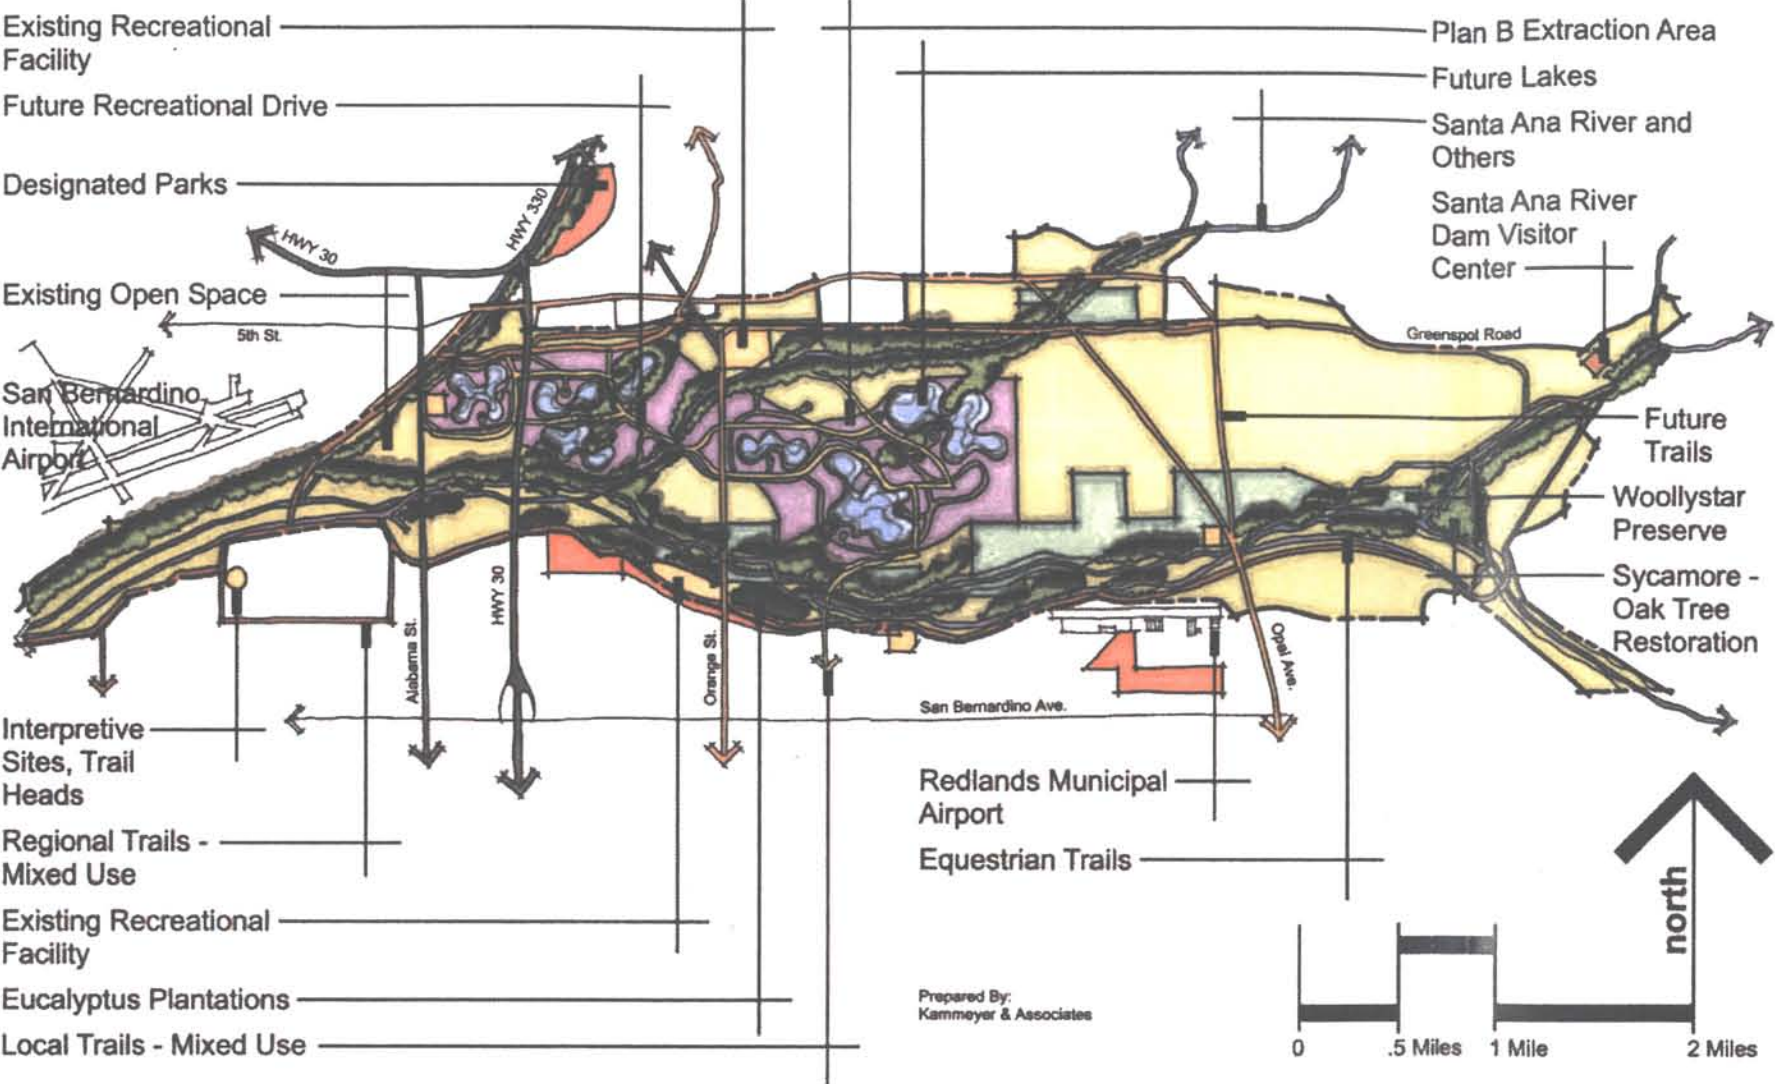 Existing Recreational
Facility
Future Recreational Drive
Designated Parks
HWY 30
HWY 330
Existing Open Space
5th St.
San Bernardino
International
Airport
Plan B Extraction Area
Future Lakes
Santa Ana River and
Others
Santa Ana River
Dam Visitor
Center
Greenspot Road
Future
Trails
Woollystar
Preserve
Sycamore -
Oak Tree
Restoration
Alabama St.
HWY 30
Orange St.
Opal Ave.
San Bernardino Ave.
Interpretive
Sites, Trail
Heads
Regional Trails -
Mixed Use
Existing Recreational
Facility
Eucalyptus Plantations
Local Trails - Mixed Use
Redlands Municipal
Airport
Equestrian Trails
Prepared By:
Kammeyer & Associates
north
0 .5 Miles 1 Mile 2 Miles